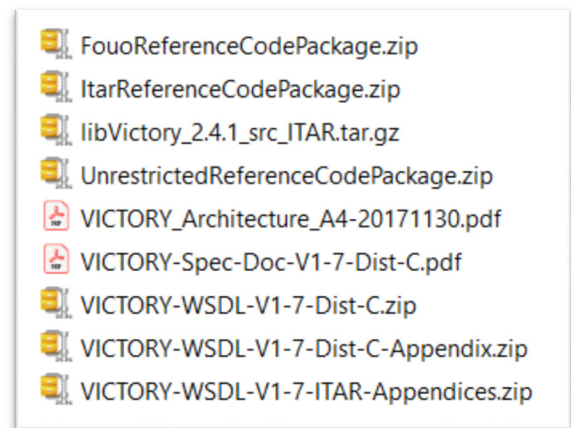 FouoReferenceCodePackage.zip
ItarReferenceCodePackage.zip
libVictory_2.4.1_src_ITAR.tar.gz
UnrestrictedReferenceCodePackage.zip
VICTORY_Architecture_A4-20171130.pdf
VICTORY-Spec-Doc-V1-7-Dist-C.pdf
VICTORY-WSDL-V1-7-Dist-C.zip
VICTORY-WSDL-V1-7-Dist-C-Appendix.zip
VICTORY-WSDL-V1-7-ITAR-Appendices.zip